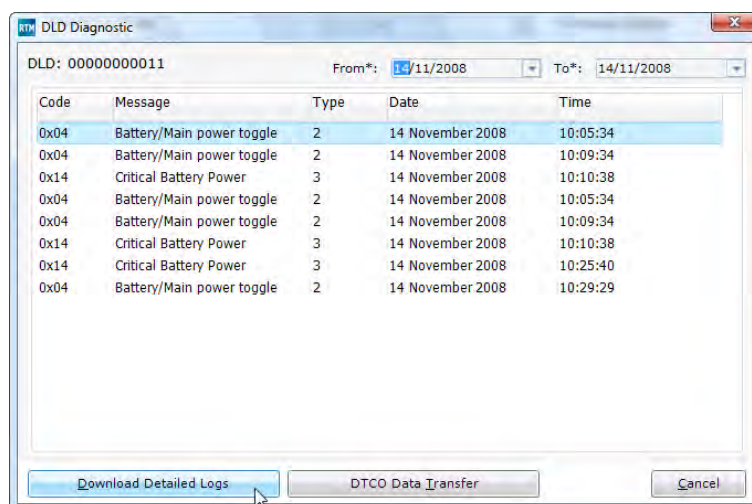 RTM DLD Diagnostic
DLD: 00000000011 From*: 14/11/2008 To*: 14/11/2008
Code Message Type Date Time
0x04 Battery/Main power toggle 2 14 November 2008 10:05:34
0x04 Battery/Main power toggle 2 14 November 2008 10:09:34
0x14 Critical Battery Power 3 14 November 2008 10:10:38
0x04 Battery/Main power toggle 2 14 November 2008 10:05:34
0x04 Battery/Main power toggle 2 14 November 2008 10:09:34
0x14 Critical Battery Power 3 14 November 2008 10:10:38
0x14 Critical Battery Power 3 14 November 2008 10:25:40
0x04 Battery/Main power toggle 2 14 November 2008 10:29:29
Download Detailed Logs DTCO Data Transfer Cancel